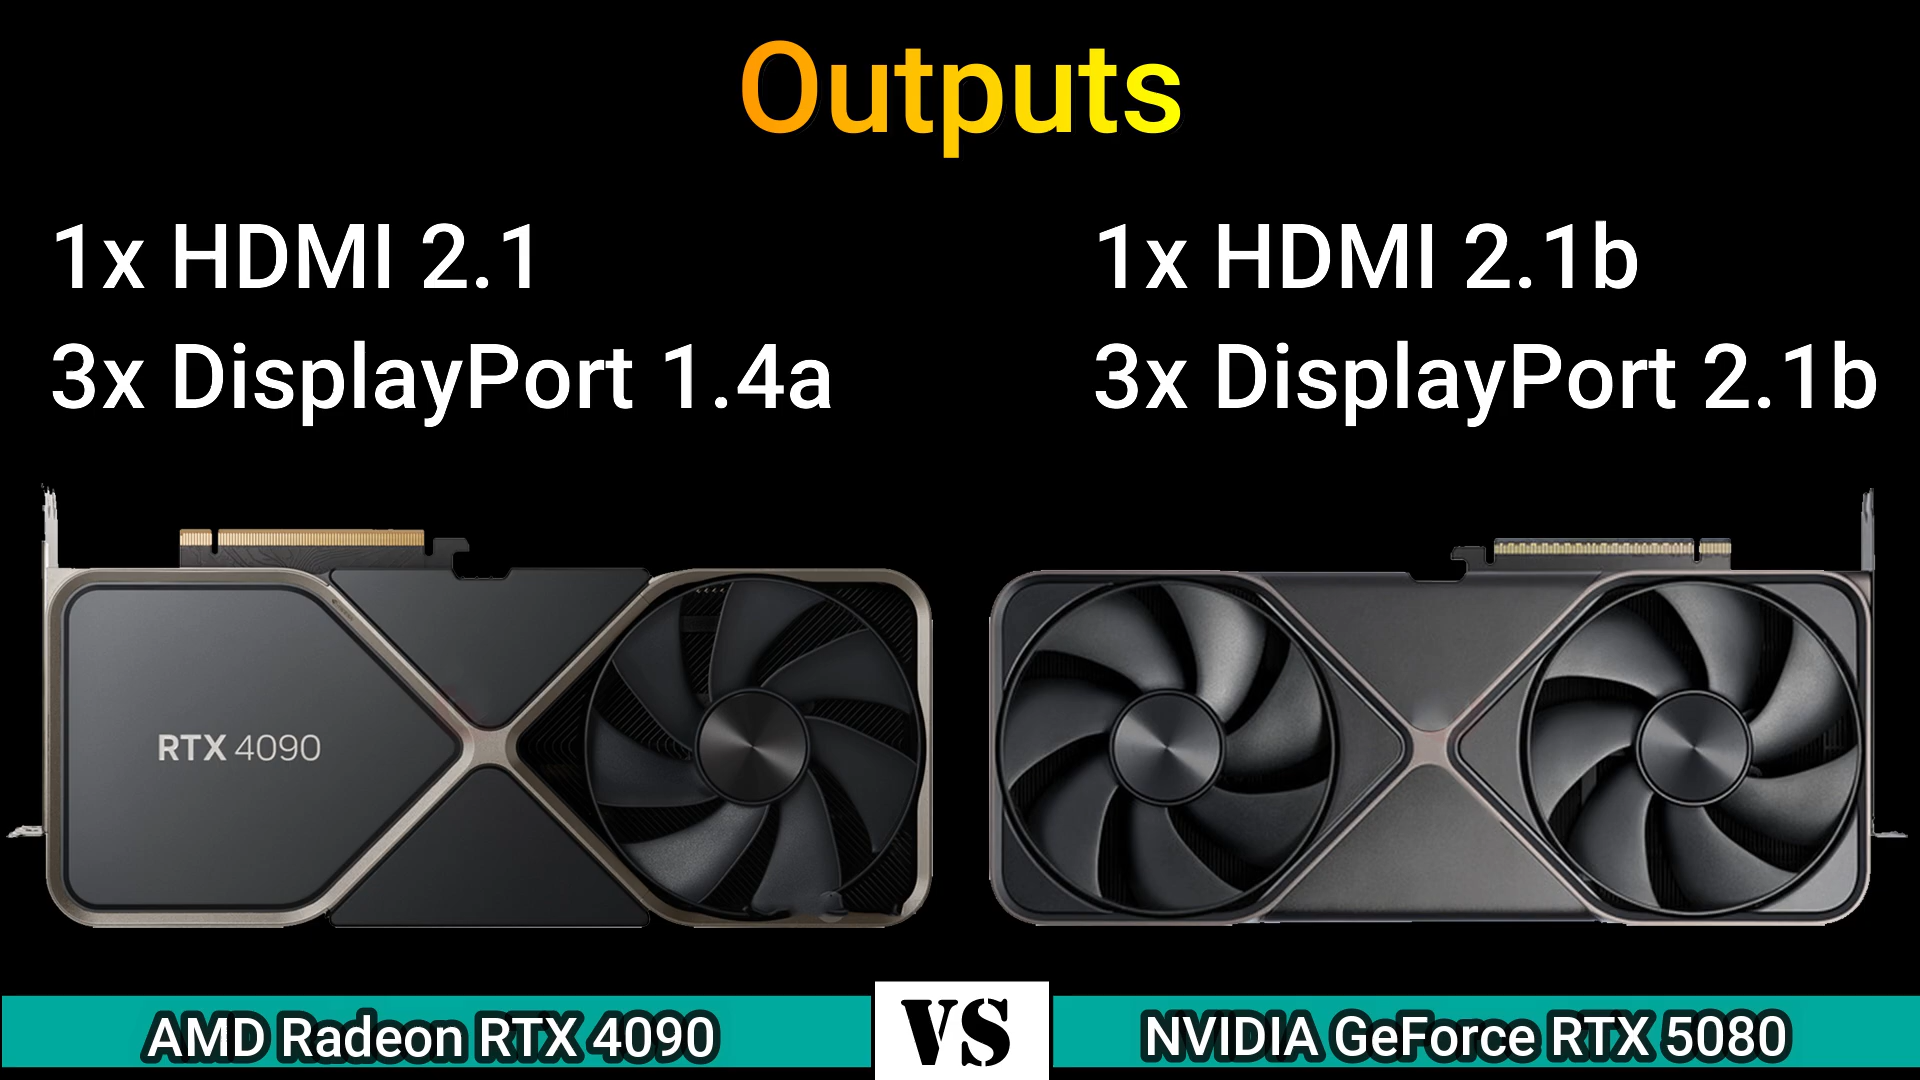 Outputs
1x HDMI 2.1
3x DisplayPort 1.4a
1x HDMI 2.1b
3x DisplayPort 2.1b
RTX 4090
AMD Radeon RTX 4090
VS
NVIDIA GeForce RTX 5080